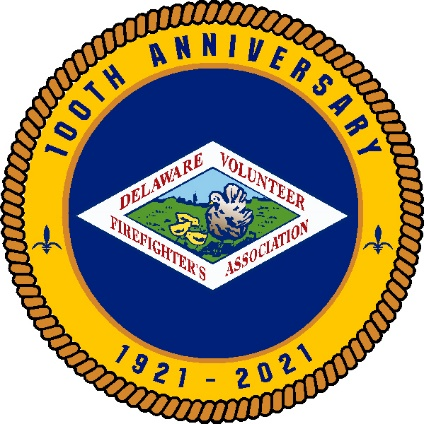 100TH ANNIVERSARY
DELAWARE VOLUNTEER
FIREFIGHTER'S ASSOCIATION
1921 - 2021